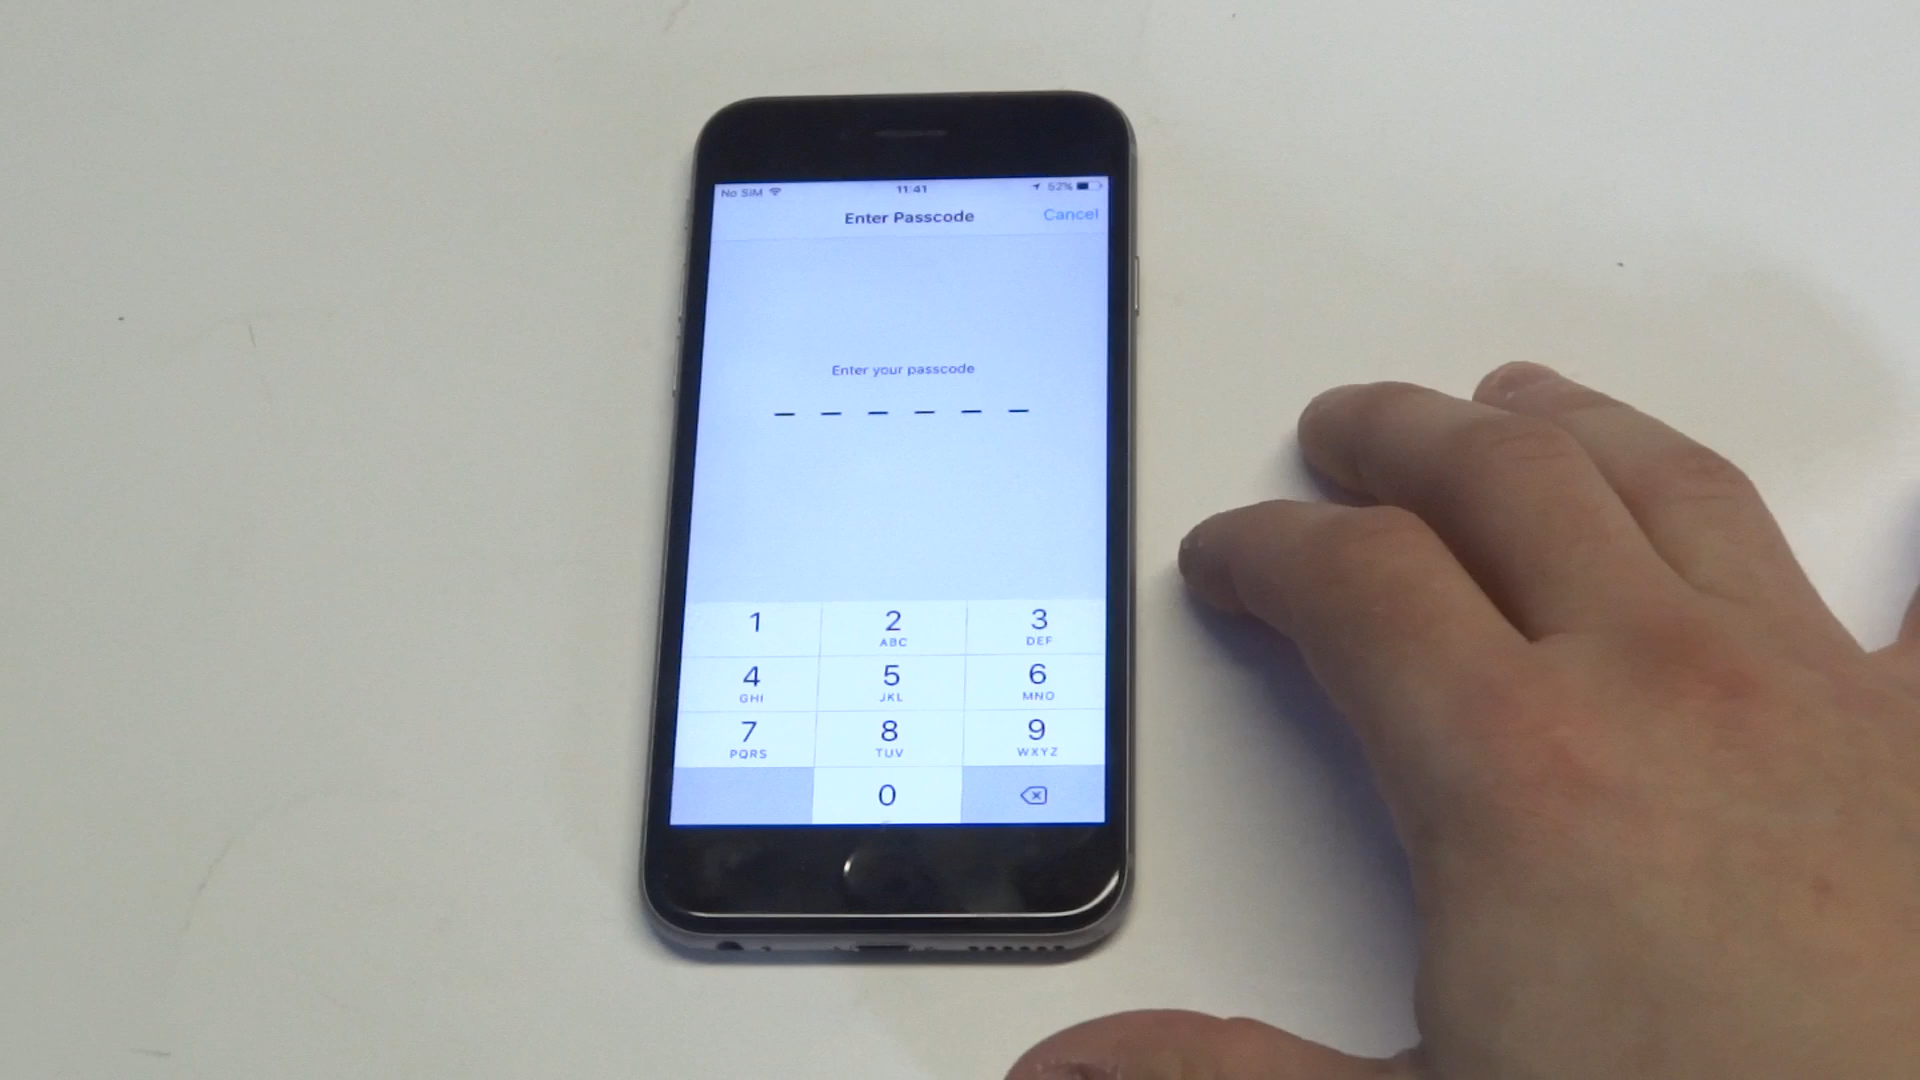 No SIM 11:41 52%
Enter Passcode Cancel
Enter your passcode
1 2 3
ABC DEF
4 5 6
GHI JKL MNO
7 8 9
PQRS TUV WXYZ
0